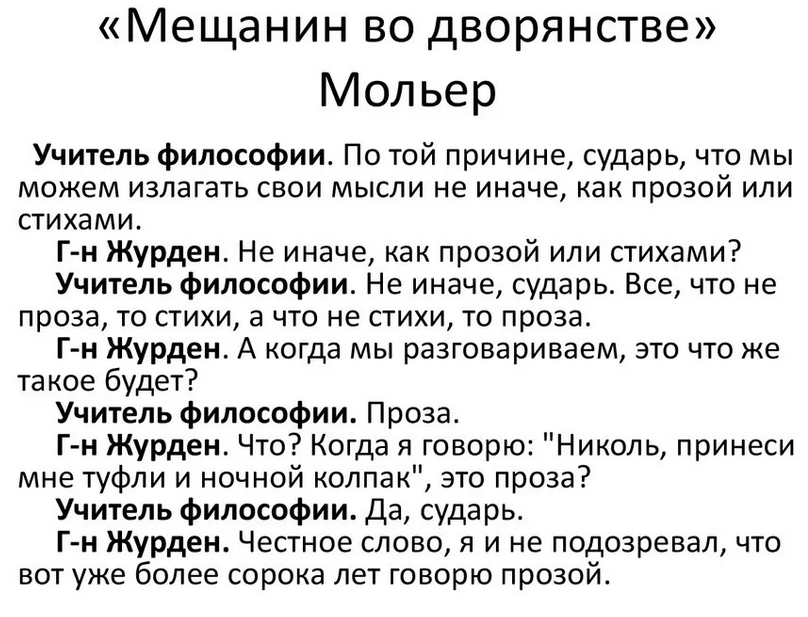 «Мещанин во дворянстве»
Мольер
Учитель философии. По той причине, сударь, что мы
можем излагать свои мысли не иначе, как прозой или
стихами.
Г-н Журден. Не иначе, как прозой или стихами?
Учитель философии. Не иначе, сударь. Все, что не
проза, то стихи, а что не стихи, то проза.
Г-н Журден. А когда мы разговариваем, это что же
такое будет?
Учитель философии. Проза.
Г-н Журден. Что? Когда я говорю: "Николь, принеси
мне туфли и ночной колпак", это проза?
Учитель философии. Да, сударь.
Г-н Журден. Честное слово, я и не подозревал, что
вот уже более сорока лет говорю прозой.